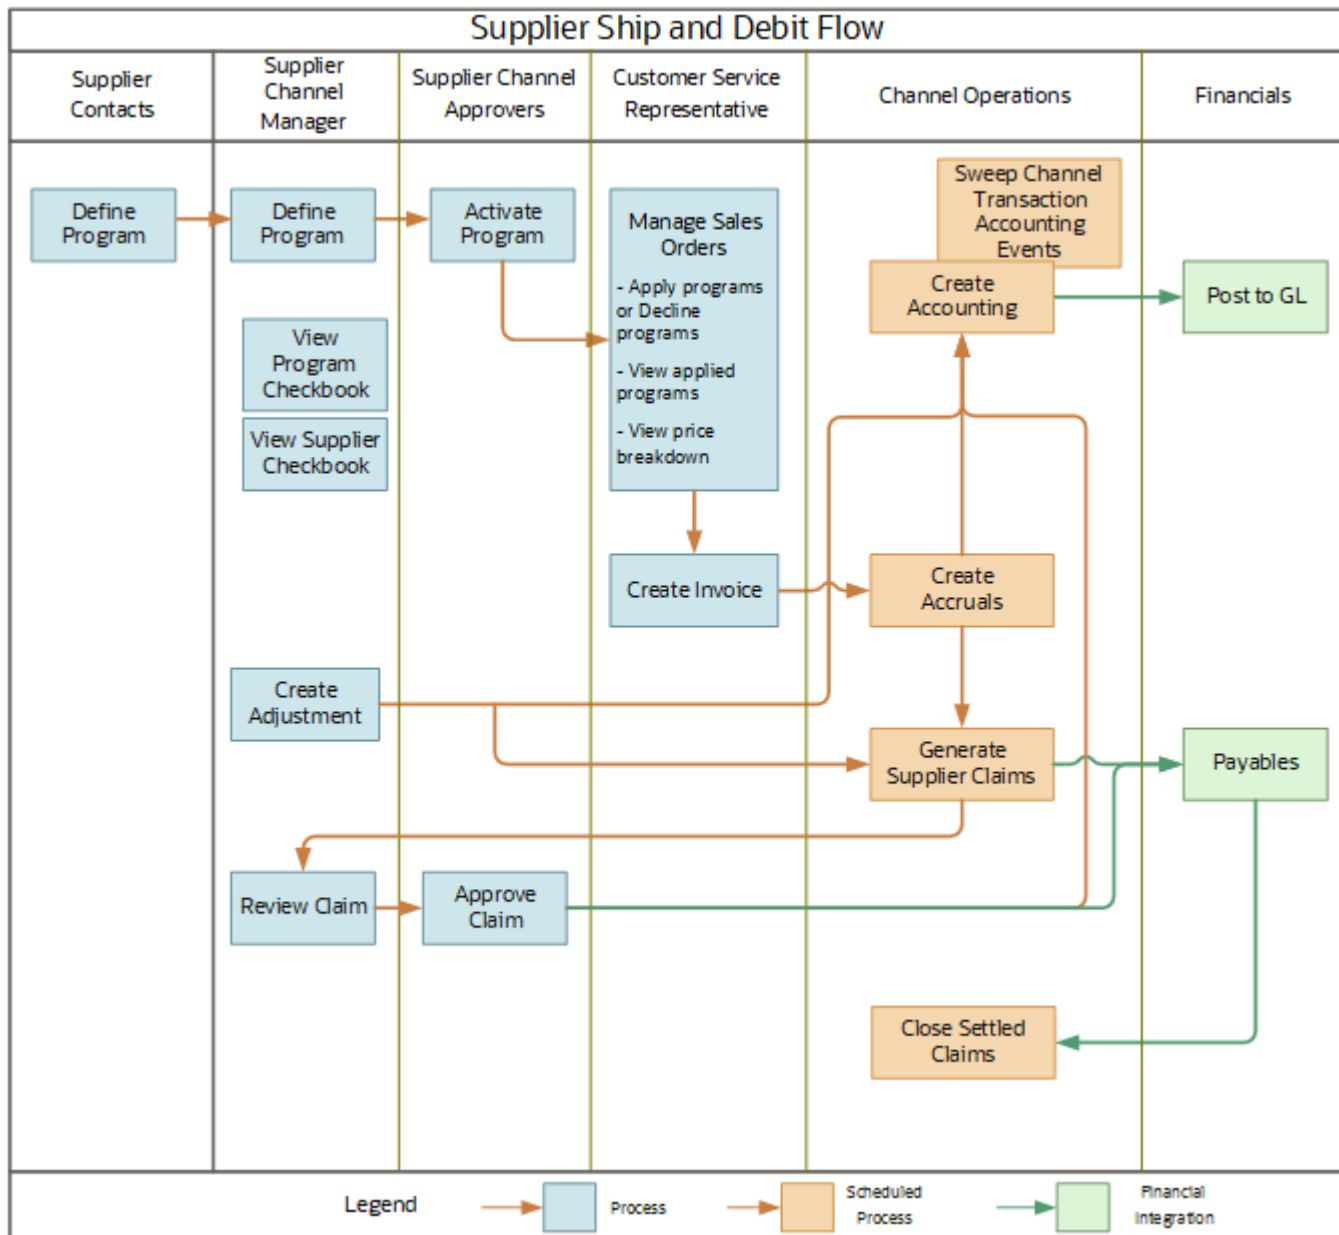 Supplier Ship and Debit Flow
Supplier
Contacts
Supplier
Channel
Manager
Supplier Channel
Approvers
Customer Service
Representative
Channel Operations
Financials
Define
Program
Define
Program
Activate
Program
Manage Sales
Orders
- Apply programs
or Decline
programs
- View applied
programs
- View price
breakdown
Sweep Channel
Transaction
Accounting
Events
Create
Accounting
Post to GL
View
Program
Checkbook
View Supplier
Checkbook
Create Invoice
Create
Accruals
Create
Adjustment
Generate
Supplier Claims
Payables
Review Claim
Approve
Claim
Close Settled
Claims
Legend
Process
Scheduled
Process
Financial
Integration